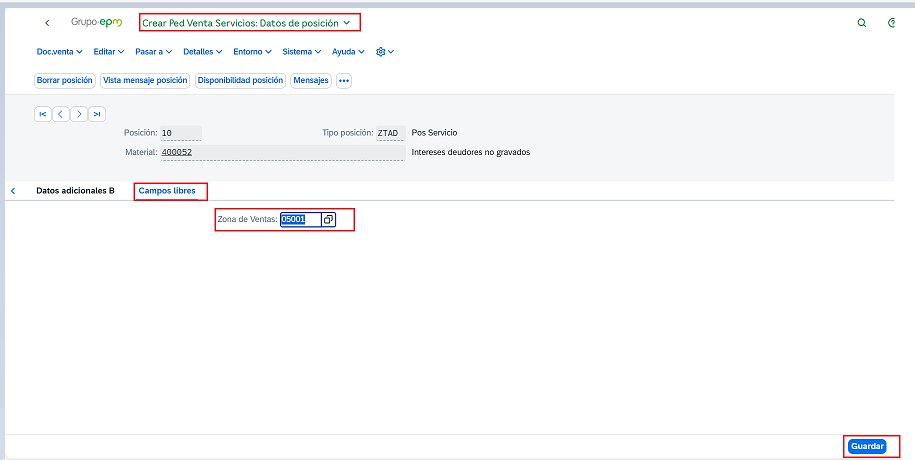 Grupo·epm Crear Ped Venta Servicios: Datos de posición
Doc.venta Editar Pasar a Detalles Entorno Sistema Ayuda
Borrar posición Vista mensaje posición Disponibilidad posición Mensajes •••
Posición: 10 Tipo posición: ZTAD Pos Servicio
Material: 400052 Intereses deudores no gravados
Datos adicionales B Campos libres
Zona de Ventas: 05001
Guardar